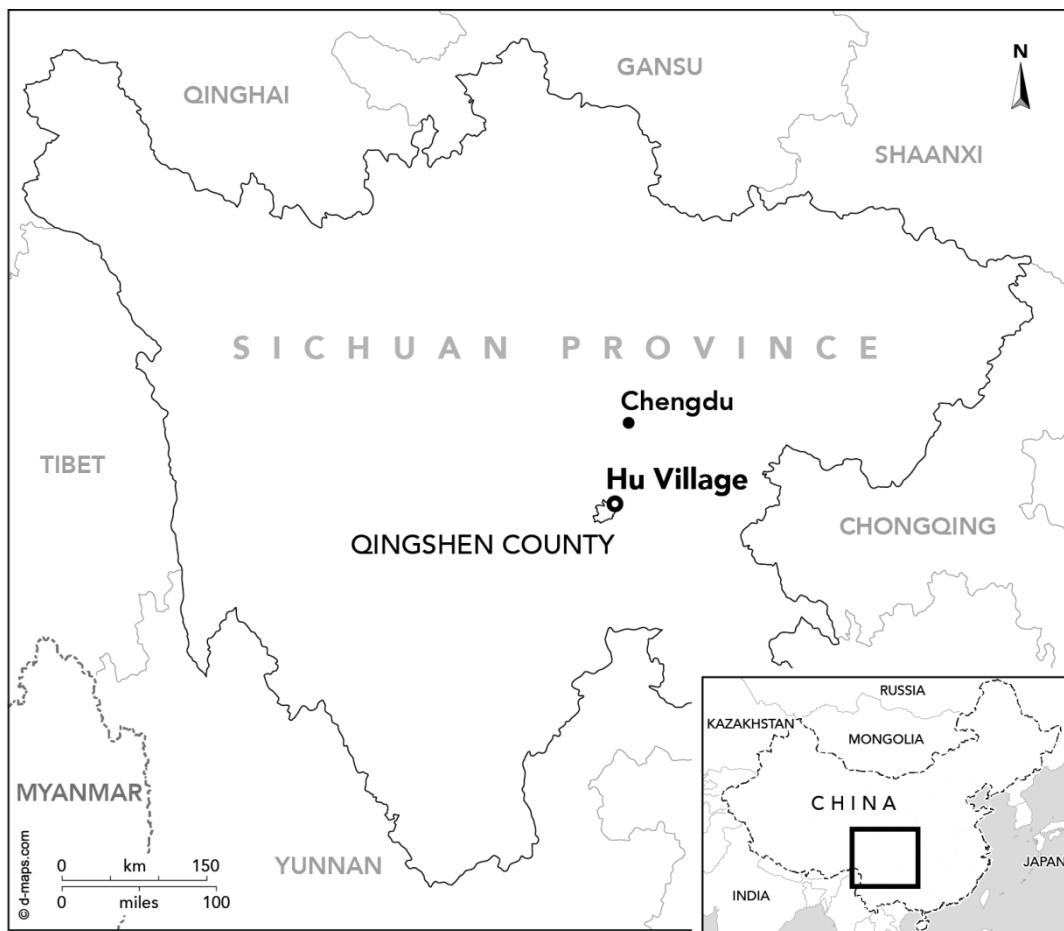 QINGHAI
GANSU
N
SHAANXI
SICHUAN PROVINCE
Chengdu
TIBET
Hu Village
CHONGQING
QINGSHEN COUNTY
MYANMAR
YUNNAN
0 km 150
0 miles 100
© d-maps.com
RUSSIA
KAZAKHSTAN
MONGOLIA
CHINA
JAPAN
INDIA